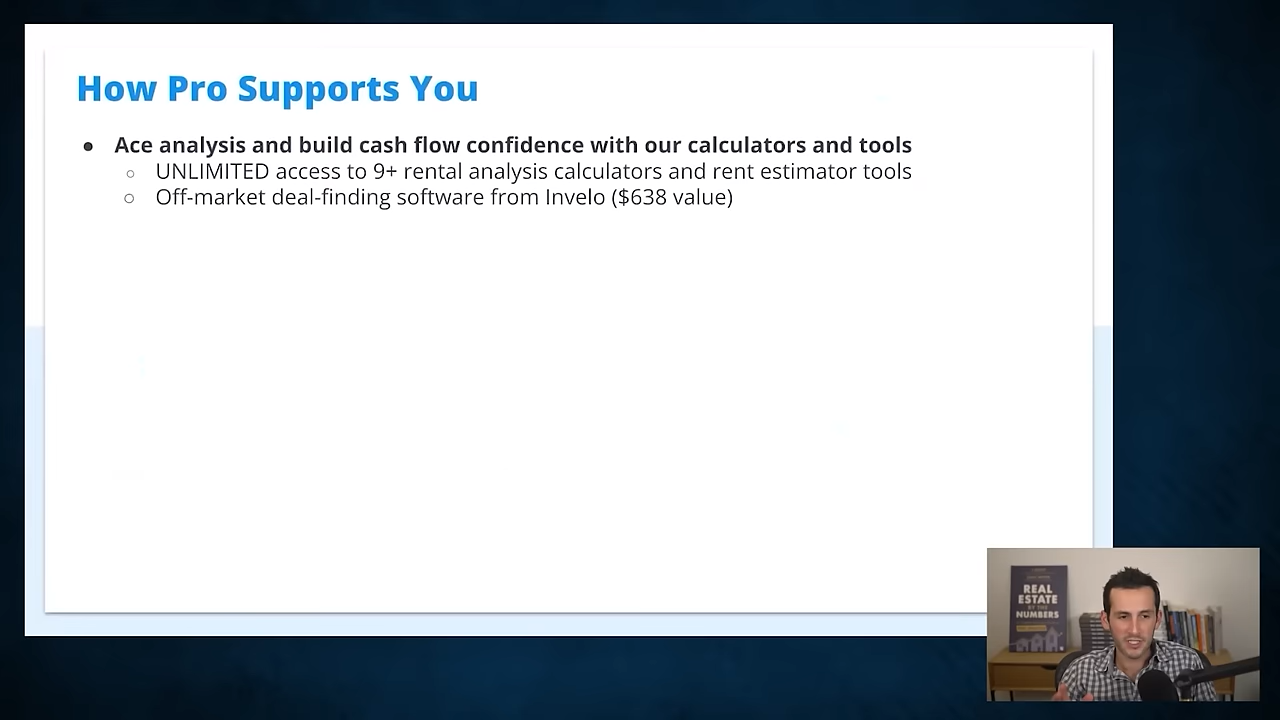 How Pro Supports You
● Ace analysis and build cash flow confidence with our calculators and tools
○ UNLIMITED access to 9+ rental analysis calculators and rent estimator tools
○ Off-market deal-finding software from Invelo ($638 value)
REAL
ESTATE
BY THE
NUMBERS